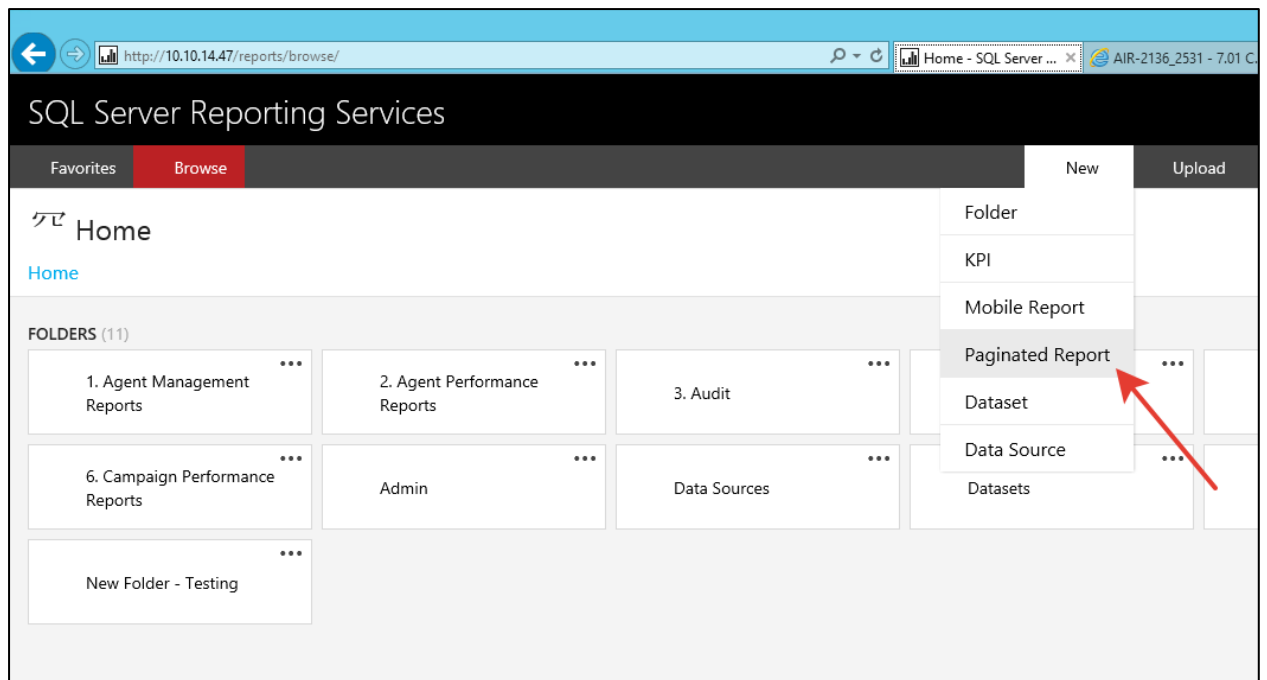 http://10.10.14.47/reports/browse/
Home - SQL Server ...
AIR-2136_2531 - 7.01 C.
SQL Server Reporting Services
Favorites
Browse
New
Upload
Home
Home
Folder
KPI
Mobile Report
Paginated Report
Dataset
Data Source
FOLDERS (11)
1. Agent Management
Reports
2. Agent Performance
Reports
3. Audit
6. Campaign Performance
Reports
Admin
Data Sources
Datasets
New Folder - Testing